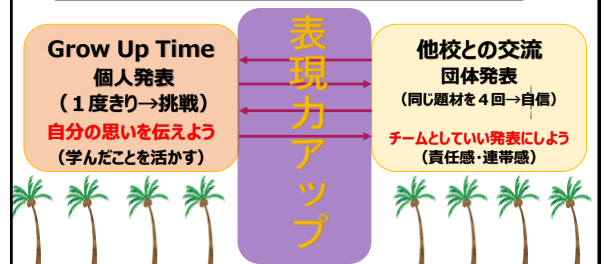 Grow Up Time
個人発表
（１度きり→挑戦）
自分の思いを伝えよう
（学んだことを活かす）
表現力アップ
他校との交流
団体発表
（同じ題材を４回→自信）
チームとしていい発表にしよう
（責任感・連帯感）